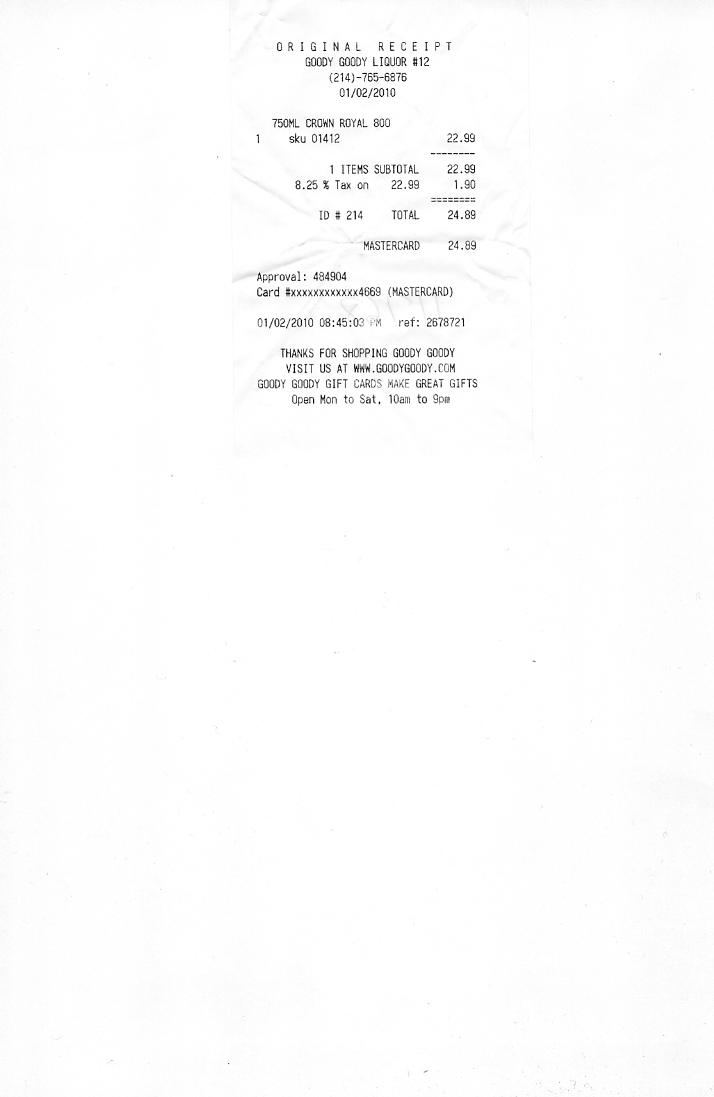 ORIGINAL RECEIPT
GOODY GOODY LIQUOR #12
(214)-765-6876
01/02/2010
750ML CROWN ROYAL 800
1 sku 01412 22.99
--------
1 ITEMS SUBTOTAL 22.99
8.25 % Tax on 22.99 1.90
========
ID # 214 TOTAL 24.89
MASTERCARD 24.89
Approval: 484904
Card #xxxxxxxxxxxx4669 (MASTERCARD)
01/02/2010 08:45:03 PM ref: 2678721
THANKS FOR SHOPPING GOODY GOODY
VISIT US AT WWW.GOODYGOODY.COM
GOODY GOODY GIFT CARDS MAKE GREAT GIFTS
Open Mon to Sat, 10am to 9pm